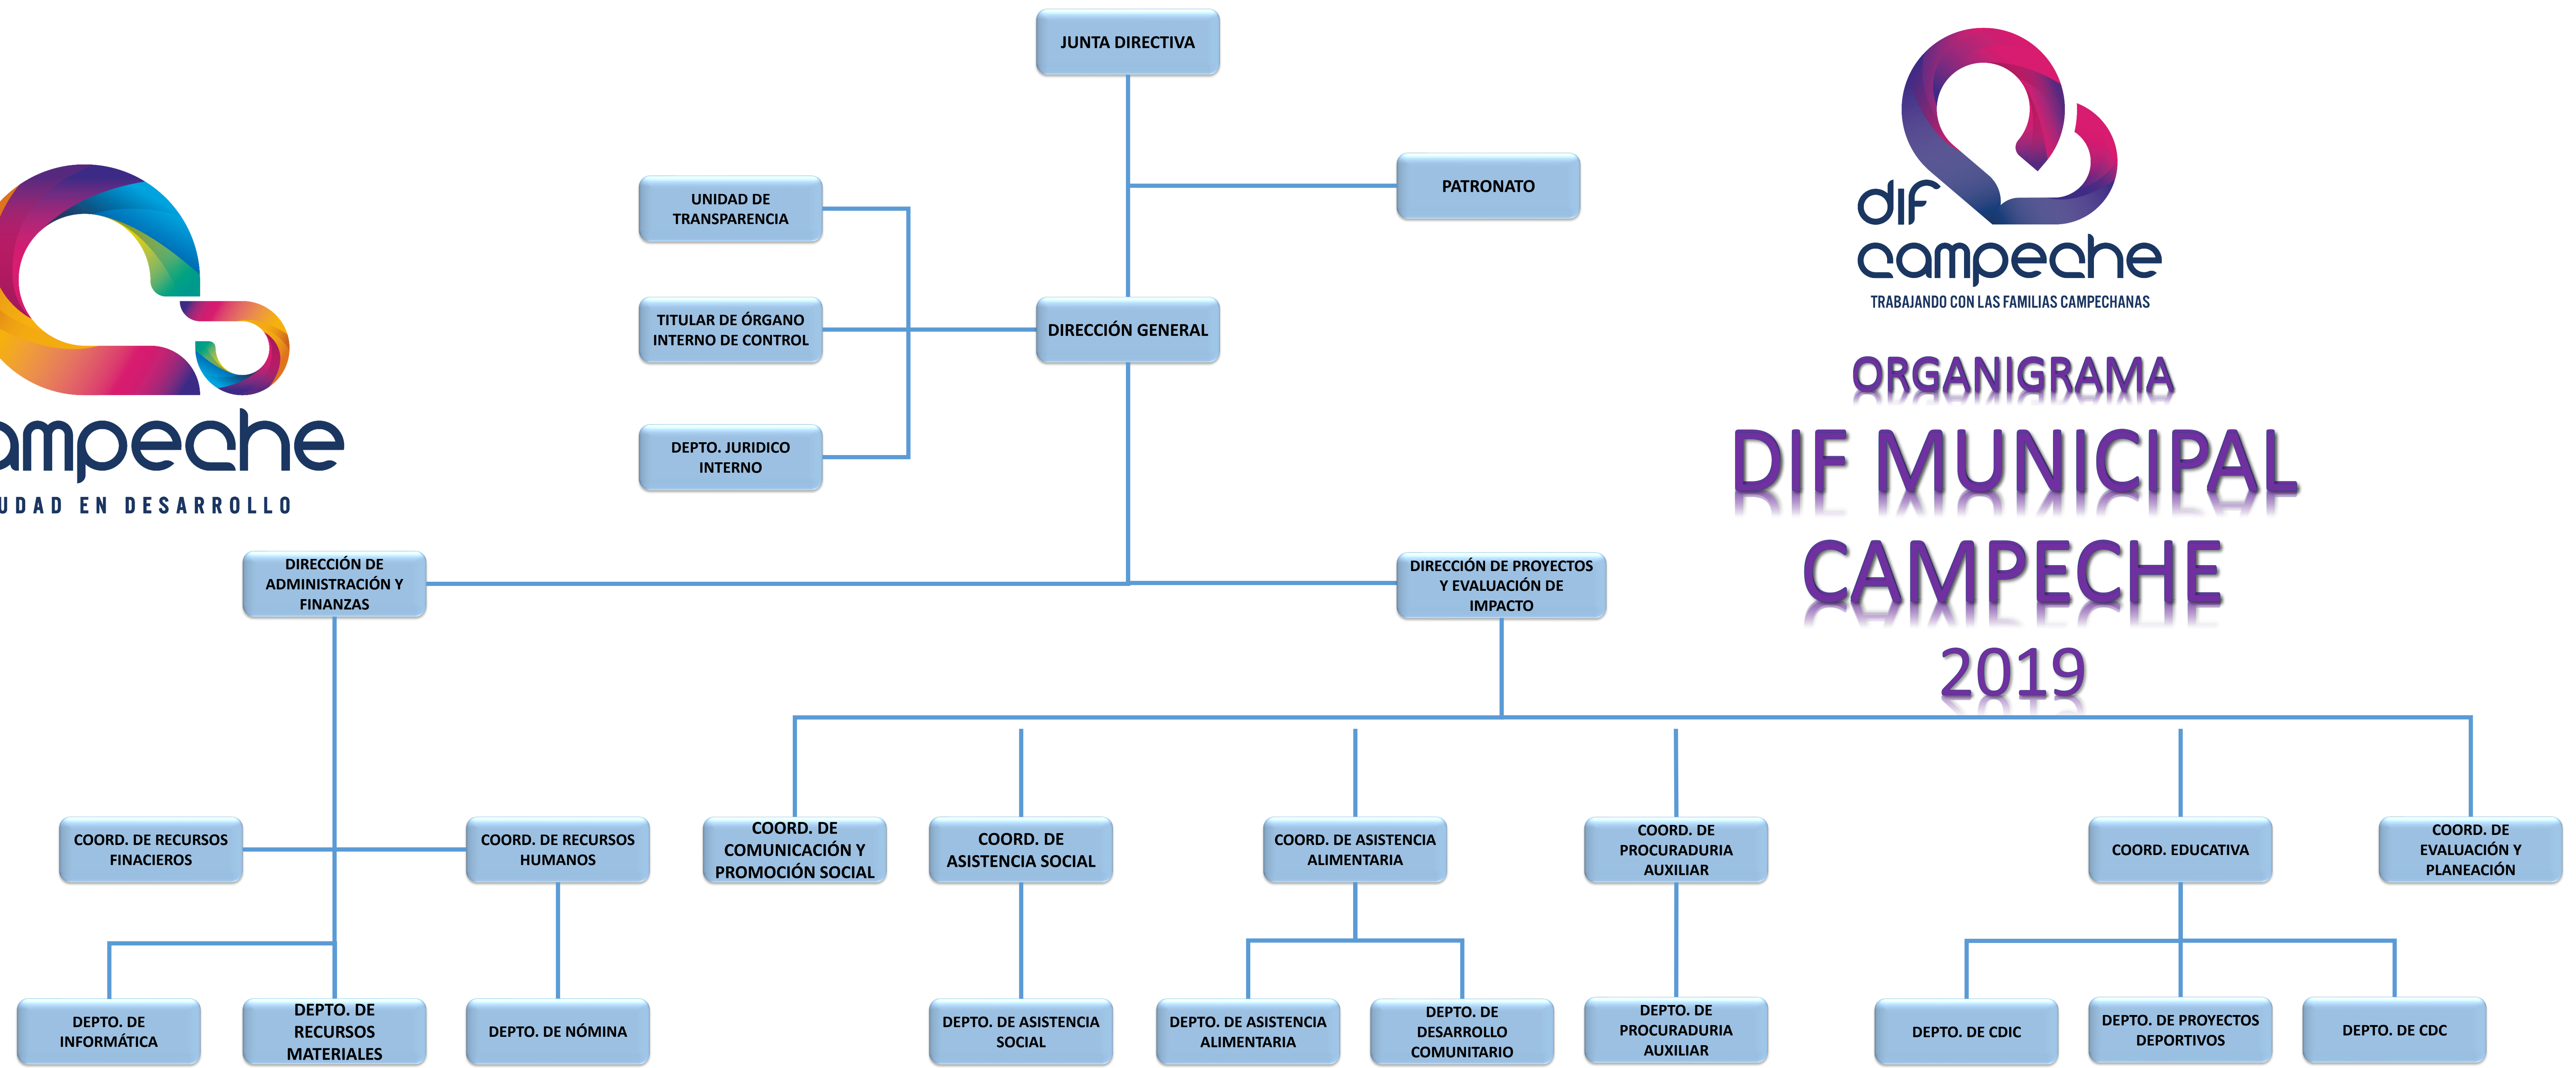 JUNTA DIRECTIVA
PATRONATO
UNIDAD DE
TRANSPARENCIA
TITULAR DE ÓRGANO
INTERNO DE CONTROL
DIRECCIÓN GENERAL
DEPTO. JURIDICO
INTERNO
dif
campeche
TRABAJANDO CON LAS FAMILIAS CAMPECHANAS
ampeche
UDAD EN DESARROLLO
ORGANIGRAMA
DIF MUNICIPAL
CAMPECHE
2019
DIRECCIÓN DE
ADMINISTRACIÓN Y
FINANZAS
DIRECCIÓN DE PROYECTOS
Y EVALUACIÓN DE
IMPACTO
COORD. DE RECURSOS
FINACIEROS
COORD. DE RECURSOS
HUMANOS
COORD. DE
COMUNICACIÓN Y
PROMOCIÓN SOCIAL
COORD. DE
ASISTENCIA SOCIAL
COORD. DE ASISTENCIA
ALIMENTARIA
COORD. DE
PROCURADURIA
AUXILIAR
COORD. EDUCATIVA
COORD. DE
EVALUACIÓN Y
PLANEACIÓN
DEPTO. DE
INFORMÁTICA
DEPTO. DE
RECURSOS
MATERIALES
DEPTO. DE NÓMINA
DEPTO. DE ASISTENCIA
SOCIAL
DEPTO. DE ASISTENCIA
ALIMENTARIA
DEPTO. DE
DESARROLLO
COMUNITARIO
DEPTO. DE
PROCURADURIA
AUXILIAR
DEPTO. DE CDIC
DEPTO. DE PROYECTOS
DEPORTIVOS
DEPTO. DE CDC